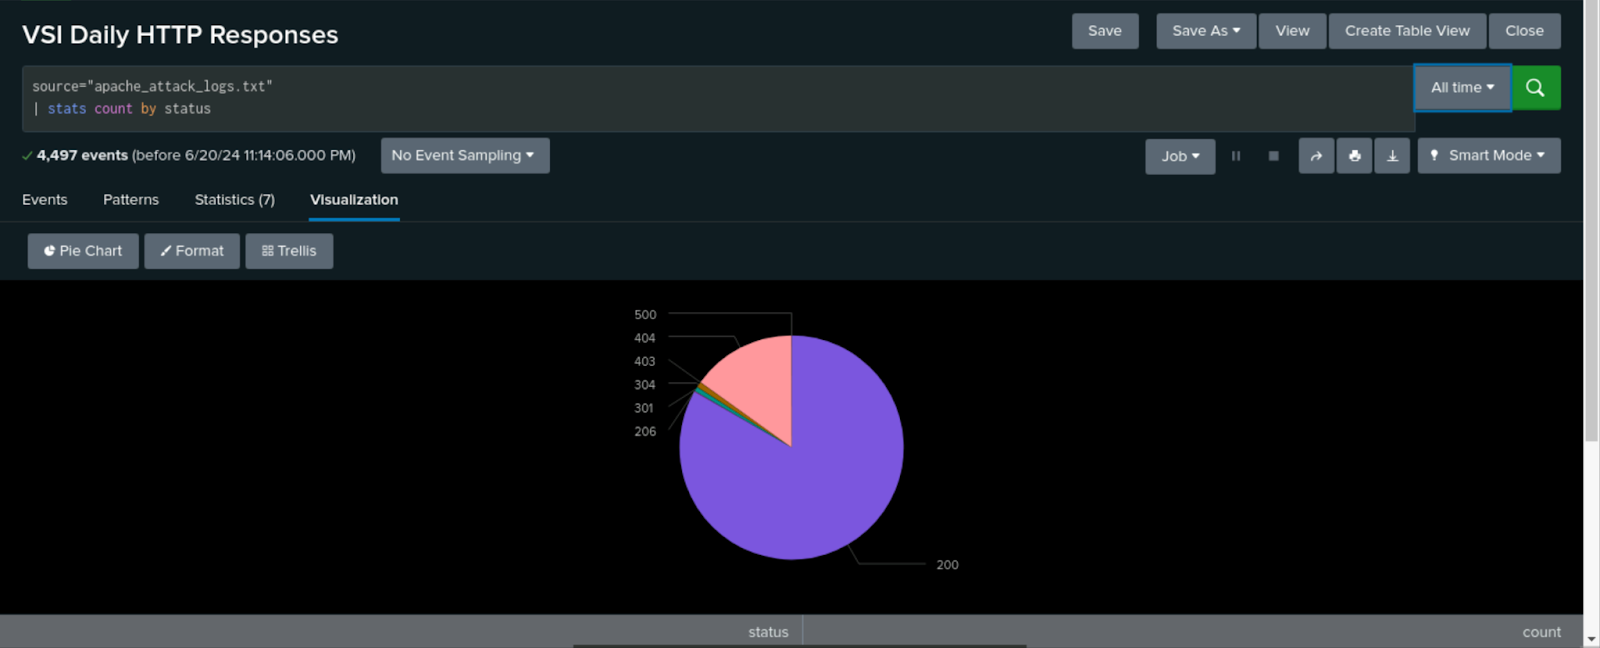 VSI Daily HTTP Responses
Save
Save As
View
Create Table View
Close
source="apache_attack_logs.txt"
| stats count by status
All time
4,497 events (before 6/20/24 11:14:06.000 PM)
No Event Sampling
Job
Smart Mode
Events
Patterns
Statistics (7)
Visualization
Pie Chart
Format
Trellis
500
404
403
304
301
206
200
status
count